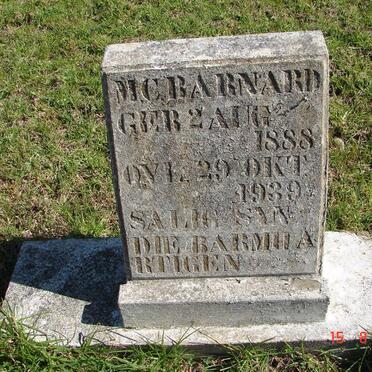 M.C. BARNARD
GEB 2 AUG
1888
OVL. 29 OKT
1939
SALIG SYN
DIE BARMHA
RTIGEN
15 8